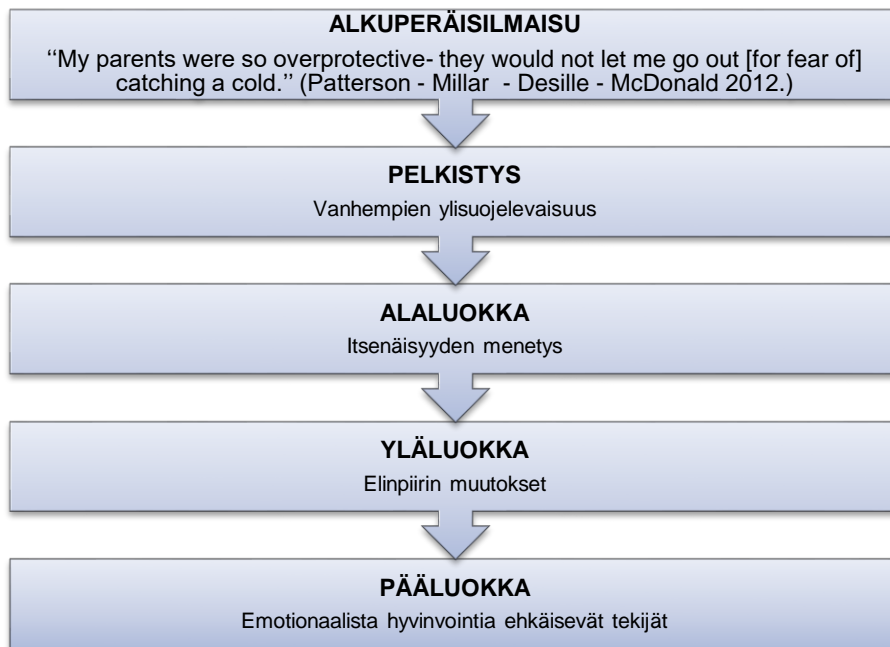 ALKUPERÄISILMAISU
‘‘My parents were so overprotective- they would not let me go out [for fear of]
catching a cold.’’ (Patterson - Millar - Desille - McDonald 2012.)
PELKISTYS
Vanhempien ylisuojelevaisuus
ALALUOKKA
Itsenäisyyden menetys
YLÄLUOKKA
Elinpiirin muutokset
PÄÄLUOKKA
Emotionaalista hyvinvointia ehkäisevät tekijät